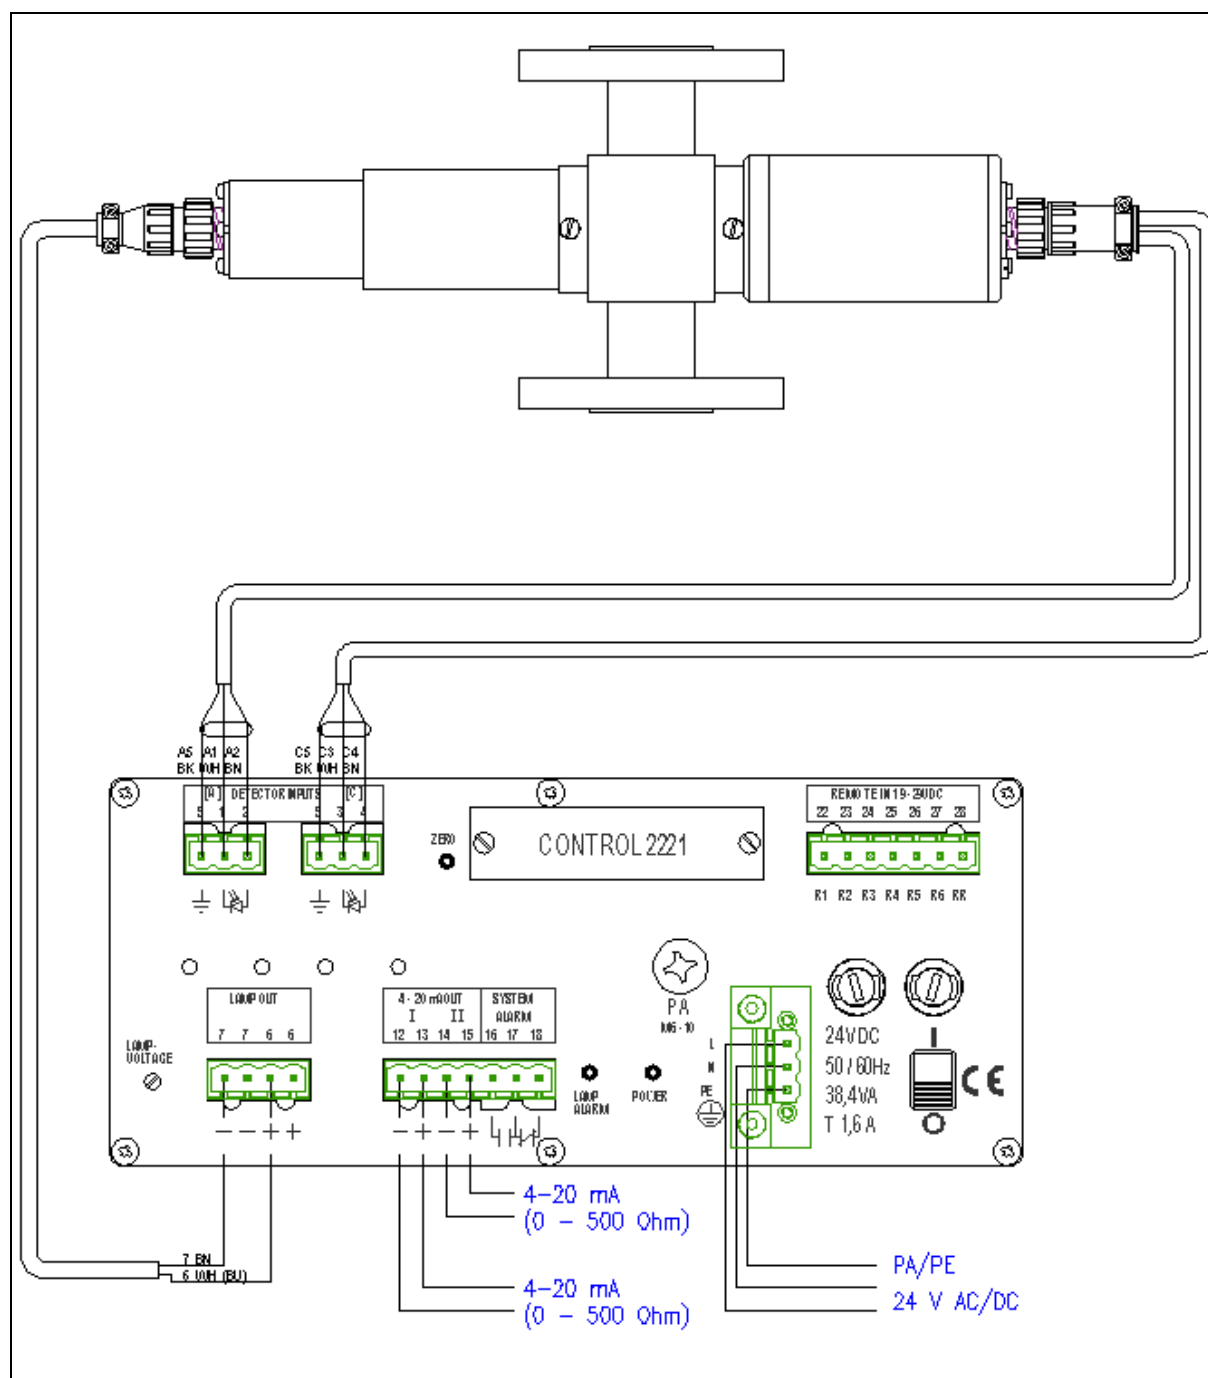 A5 A1 A2
BK WH BN
C5 C3 C4
BK WH BN
[A] DETECTOR INPUTS [C]
5 1 2 5 3 4
ZERO
CONTROL2221
REMOTE IN 19-29VDC
22 23 24 25 26 27 28
R1 R2 R3 R4 R5 R6 RR
PA
M6-10
LAMP OUT
7 7 6 6
LAMP-
VOLTAGE
- - + +
4 - 20 mA OUT
I II
SYSTEM
ALARM
12 13 14 15 16 17 18
- + - +
LAMP
ALARM
POWER
L
N
PE
24VDC
50/60Hz
38,4VA
T 1,6A
I
O
CE
7 BN
6 WH (BU)
4-20 mA
(0 - 500 Ohm)
4-20 mA
(0 - 500 Ohm)
PA/PE
24 V AC/DC